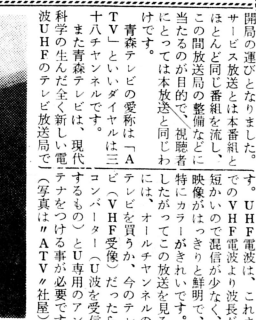 開局の運びとなりました。
サービス放送とは本番組と
ほとんど同じ番組を流し、
この間放送局の整備などに
当たるのが目的で、視聴者
にとっては本放送と同じわ
けです。
青森テレビの愛称は「A
TV」といいダイヤルは三
十八チャンネルです。
また青森テレビは、現代
科学の生んだ全く新しい電
波UHFのテレビ放送局で
す。UHF電波は、これま
でのVHF電波より波長が
短かいので混信が少なく、
映像がはっきりと鮮明で、
特にカラーがきれいです。
したがってこの放送を見る
には、オールチャンネルの
テレビを買うか、今のテレ
ビ(VHF受像)だったら
コンバーター(U波を受信
するもの)とU専用のアン
テナをつける事が必要で
(写真は〃ATV〃社屋)